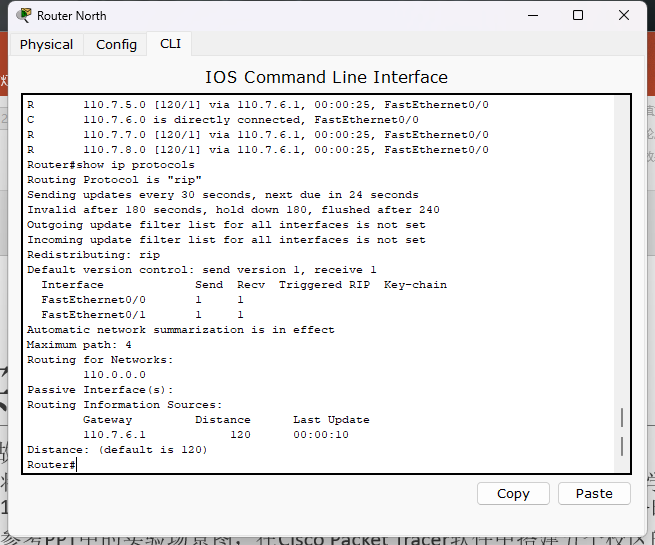 Router North
Physical Config CLI
IOS Command Line Interface
R 110.7.5.0 [120/1] via 110.7.6.1, 00:00:25, FastEthernet0/0
C 110.7.6.0 is directly connected, FastEthernet0/0
R 110.7.7.0 [120/1] via 110.7.6.1, 00:00:25, FastEthernet0/0
R 110.7.8.0 [120/1] via 110.7.6.1, 00:00:25, FastEthernet0/0
Router#show ip protocols
Routing Protocol is "rip"
Sending updates every 30 seconds, next due in 24 seconds
Invalid after 180 seconds, hold down 180, flushed after 240
Outgoing update filter list for all interfaces is not set
Incoming update filter list for all interfaces is not set
Redistributing: rip
Default version control: send version 1, receive 1
Interface Send Recv Triggered RIP Key-chain
FastEthernet0/0 1 1
FastEthernet0/1 1 1
Automatic network summarization is in effect
Maximum path: 4
Routing for Networks:
110.0.0.0
Passive Interface(s):
Routing Information Sources:
Gateway Distance Last Update
110.7.6.1 120 00:00:10
Distance: (default is 120)
Router#
Copy Paste